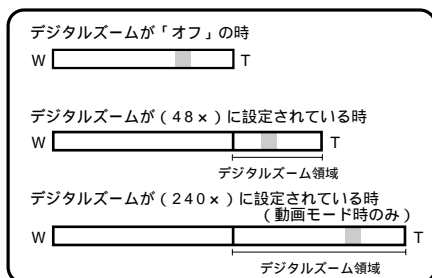 デジタルズームが「オフ」の時
W T
デジタルズームが(48×)に設定されている時
W T
デジタルズーム領域
デジタルズームが(240×)に設定されている時
(動画モード時のみ)
W T
デジタルズーム領域